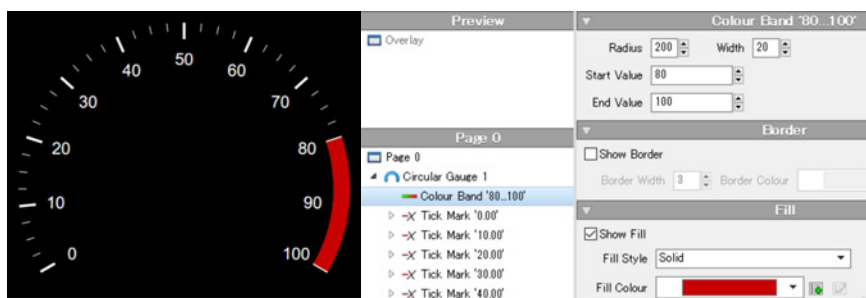 0
10
20
30
40
50
60
70
80
90
100
Preview
Overlay
Page 0
Page 0
Circular Gauge 1
Colour Band '80...100'
Tick Mark '0.00'
Tick Mark '10.00'
Tick Mark '20.00'
Tick Mark '30.00'
Tick Mark '40.00'
Colour Band '80...100'
Radius 200 Width 20
Start Value 80
End Value 100
Border
Show Border
Border Width 3 Border Colour
Fill
Show Fill
Fill Style Solid
Fill Colour